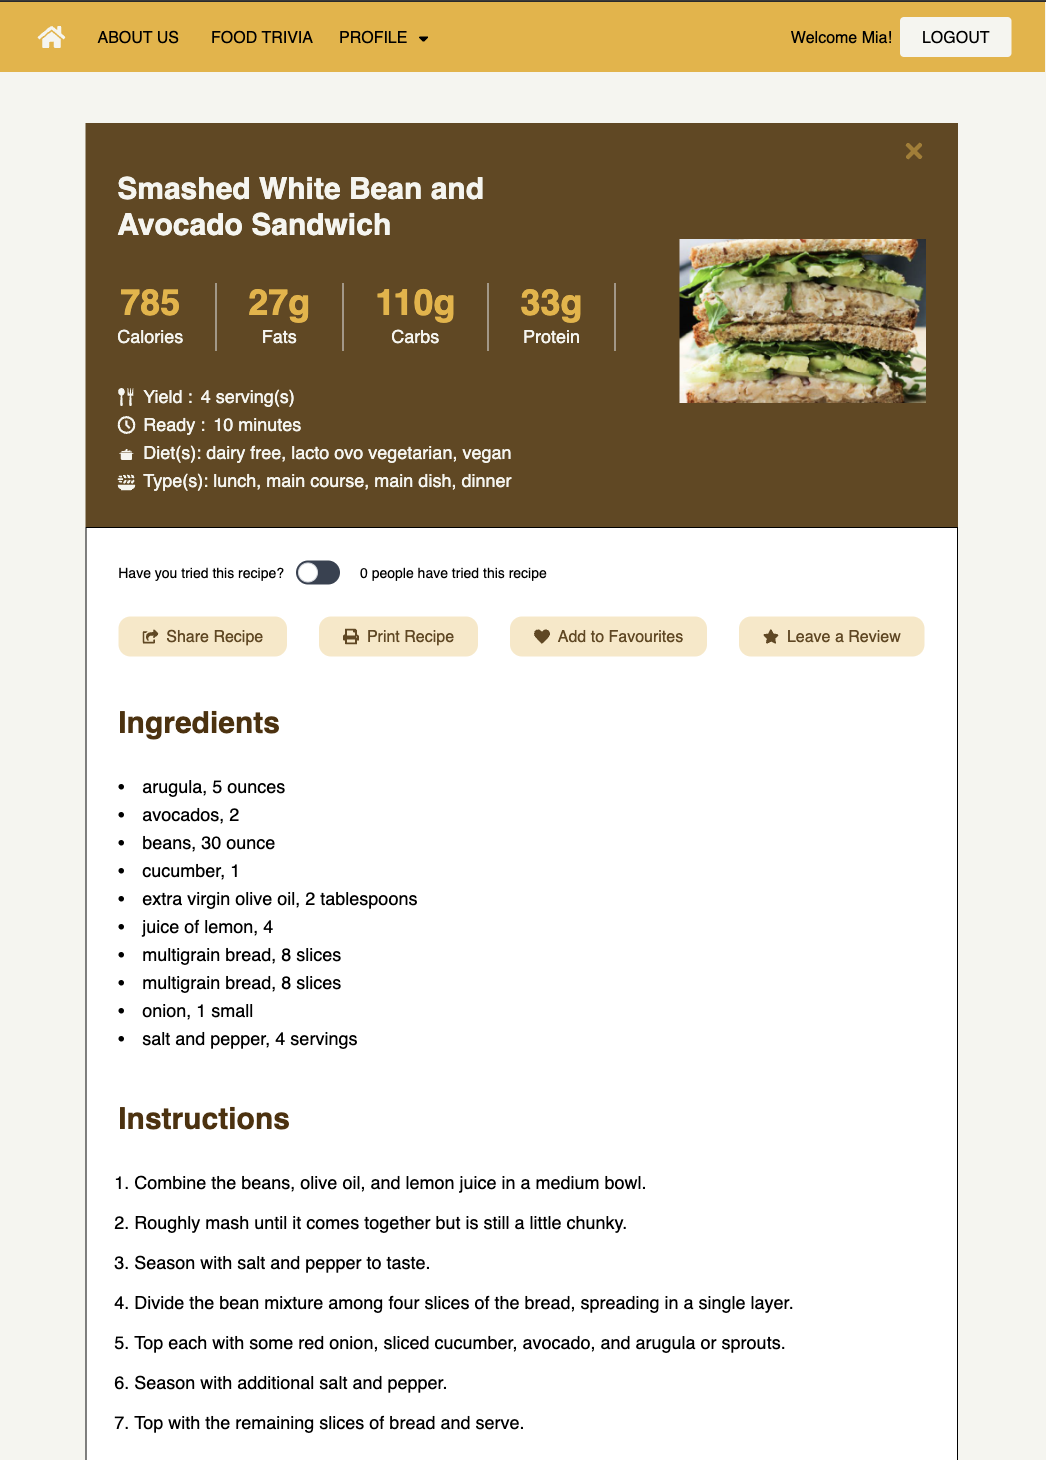 ABOUT US FOOD TRIVIA PROFILE Welcome Mia! LOGOUT
Smashed White Bean and
Avocado Sandwich
785 27g 110g 33g
Calories Fats Carbs Protein
Yield : 4 serving(s)
Ready : 10 minutes
Diet(s): dairy free, lacto ovo vegetarian, vegan
Type(s): lunch, main course, main dish, dinner
Have you tried this recipe? 0 people have tried this recipe
Share Recipe Print Recipe Add to Favourites Leave a Review
Ingredients
• arugula, 5 ounces
• avocados, 2
• beans, 30 ounce
• cucumber, 1
• extra virgin olive oil, 2 tablespoons
• juice of lemon, 4
• multigrain bread, 8 slices
• multigrain bread, 8 slices
• onion, 1 small
• salt and pepper, 4 servings
Instructions
1. Combine the beans, olive oil, and lemon juice in a medium bowl.
2. Roughly mash until it comes together but is still a little chunky.
3. Season with salt and pepper to taste.
4. Divide the bean mixture among four slices of the bread, spreading in a single layer.
5. Top each with some red onion, sliced cucumber, avocado, and arugula or sprouts.
6. Season with additional salt and pepper.
7. Top with the remaining slices of bread and serve.